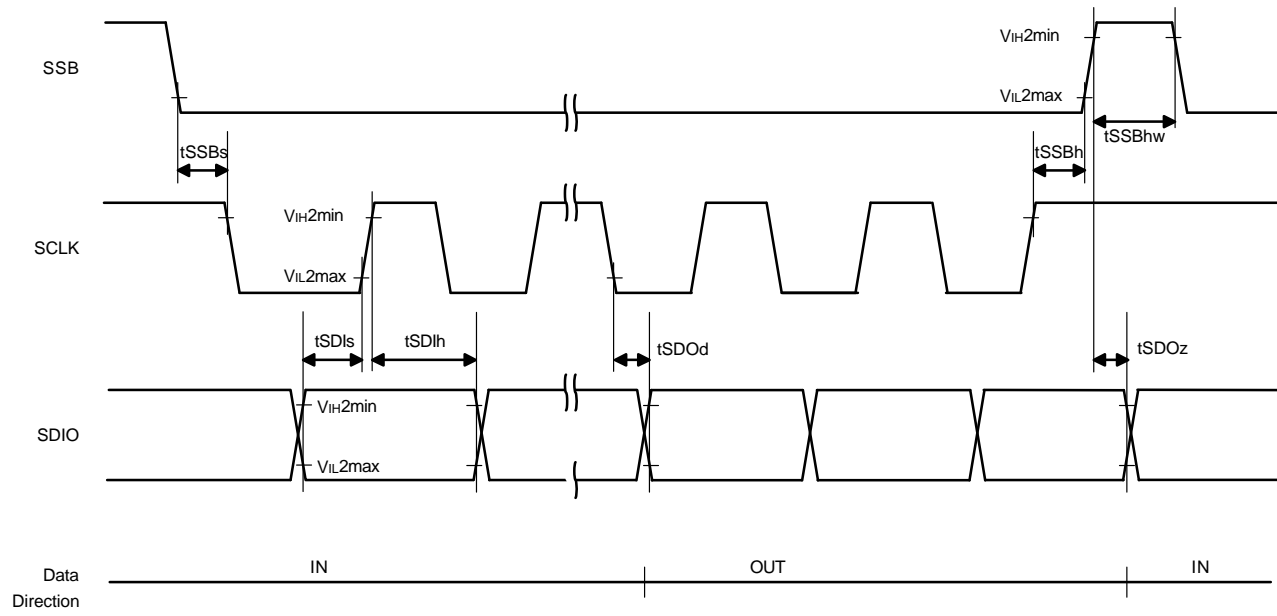 VIH2min
SSB
VIL2max
tSSBs
tSSBh
tSSBhw
VIH2min
SCLK
VIL2max
tSDIs
tSDIh
tSDOd
tSDOz
VIH2min
SDIO
VIL2max
IN
OUT
IN
Data
Direction